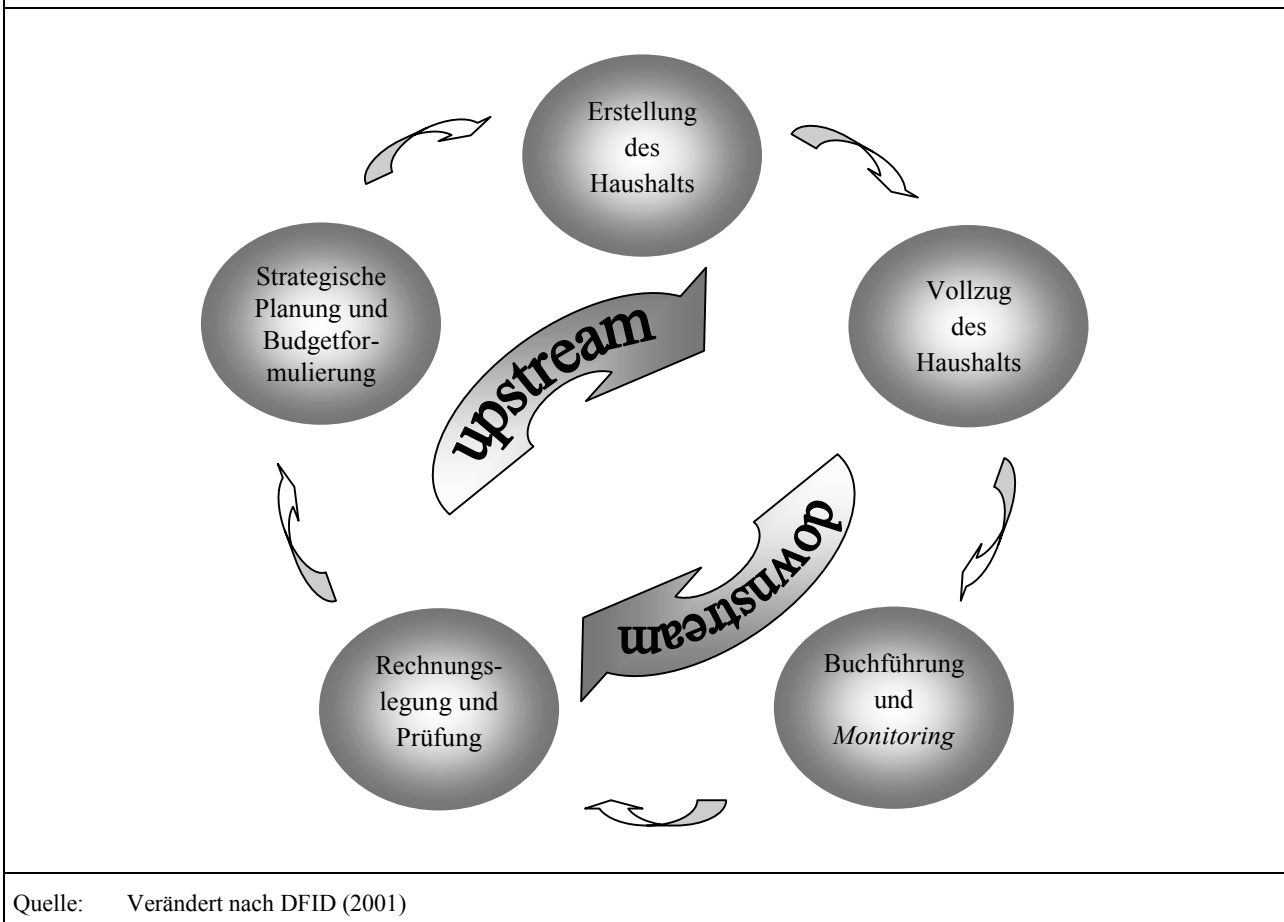 Erstellung
des
Haushalts
Strategische
Planung und
Budgetfor-
mulierung
Vollzug
des
Haushalts
upstream
downstream
Rechnungs-
legung und
Prüfung
Buchführung
und
Monitoring
Quelle: Verändert nach DFID (2001)